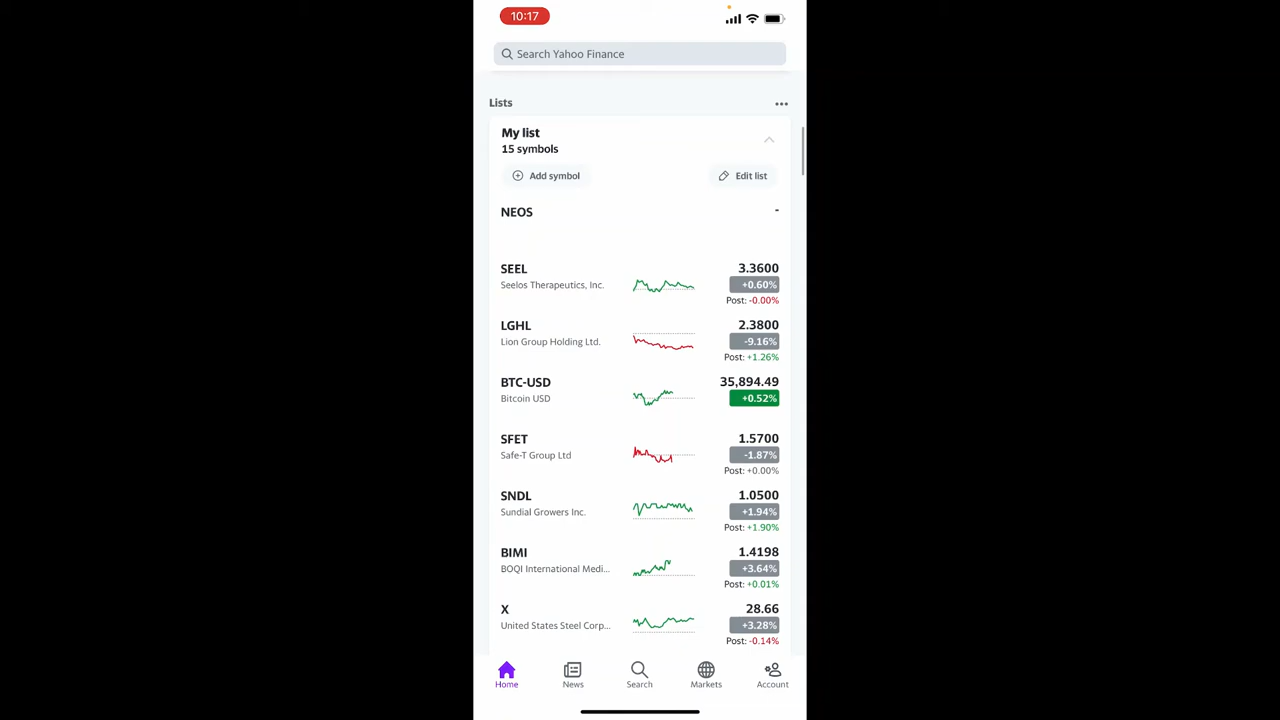 10:17
Search Yahoo Finance
Lists
My list
15 symbols
Add symbol
Edit list
NEOS
-
SEEL
3.3600
Seelos Therapeutics, Inc.
+0.60%
Post: -0.00%
LGHL
2.3800
Lion Group Holding Ltd.
-9.16%
Post: +1.26%
BTC-USD
35,894.49
Bitcoin USD
+0.52%
SFET
1.5700
Safe-T Group Ltd
-1.87%
Post: +0.00%
SNDL
1.0500
Sundial Growers Inc.
+1.94%
Post: +1.90%
BIMI
1.4198
BOQI International Medi...
+3.64%
Post: +0.01%
X
28.66
United States Steel Corp...
+3.28%
Post: -0.14%
Home
News
Search
Markets
Account